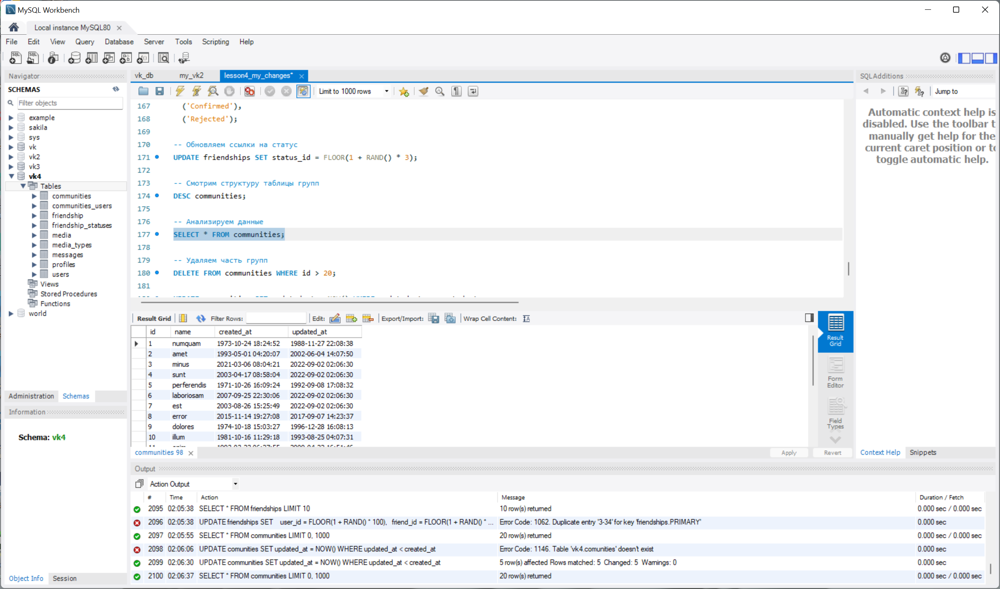 MySQL Workbench
Local instance MySQL80
File Edit View Query Database Server Tools Scripting Help
Navigator
SCHEMAS
Filter objects
example
sakila
sys
vk
vk2
vk3
vk4
Tables
communities
communities_users
friendship
friendship_statuses
media
media_types
messages
profiles
users
Views
Stored Procedures
Functions
world
Administration Schemas
Information
Schema: vk4
Object Info Session
vk_db my_vk2 lesson4_my_changes*
Limit to 1000 rows
167 ('Confirmed'),
168 ('Rejected');
169
170 -- Обновляем ссылки на статус
171 UPDATE friendships SET status_id = FLOOR(1 + RAND() * 3);
172
173 -- Смотрим структуру таблицы групп
174 DESC communities;
175
176 -- Анализируем данные
177 SELECT * FROM communities;
178
179 -- Удаляем часть групп
180 DELETE FROM communities WHERE id > 20;
181
Result Grid Filter Rows: Edit: Export/Import: Wrap Cell Content:
id name created_at updated_at
1 numquam 1973-10-24 18:24:52 1988-11-27 22:08:38
2 amet 1993-05-01 04:20:07 2002-06-04 14:07:50
3 minus 2021-03-06 08:04:21 2022-09-02 02:06:30
4 sunt 2003-04-17 08:58:04 2022-09-02 02:06:30
5 perferendis 1971-10-26 16:09:24 1992-09-08 17:08:32
6 laboriosam 2007-09-25 22:30:06 2022-09-02 02:06:30
7 est 2003-08-26 15:25:49 2022-09-02 02:06:30
8 error 2015-11-14 19:27:08 2017-09-07 14:23:37
9 dolores 1974-10-18 15:03:27 1996-12-28 16:08:13
10 illum 1981-10-16 11:29:18 1993-08-25 04:07:31
Result Grid
Form Editor
Field Types
communities 98
Apply Revert
SQLAdditions
Jump to
Automatic context help is
disabled. Use the toolbar t
manually get help for the
current caret position or to
toggle automatic help.
Context Help Snippets
Output
Action Output
# Time Action Message Duration / Fetch
2095 02:05:38 SELECT * FROM friendships LIMIT 10 10 row(s) returned 0.000 sec / 0.000 sec
2096 02:05:38 UPDATE friendships SET user_id = FLOOR(1 + RAND() * 100), friend_id = FLOOR(1 + RAND() * ... Error Code: 1062. Duplicate entry '3-34' for key 'friendships.PRIMARY' 0.000 sec
2097 02:05:55 SELECT * FROM communities LIMIT 0, 1000 20 row(s) returned 0.000 sec / 0.000 sec
2098 02:06:06 UPDATE comunities SET updated_at = NOW() WHERE updated_at < created_at Error Code: 1146. Table 'vk4.comunities' doesn't exist 0.000 sec
2099 02:06:30 UPDATE communities SET updated_at = NOW() WHERE updated_at < created_at 5 row(s) affected Rows matched: 5 Changed: 5 Warnings: 0 0.000 sec
2100 02:06:37 SELECT * FROM communities LIMIT 0, 1000 20 row(s) returned 0.000 sec / 0.000 sec